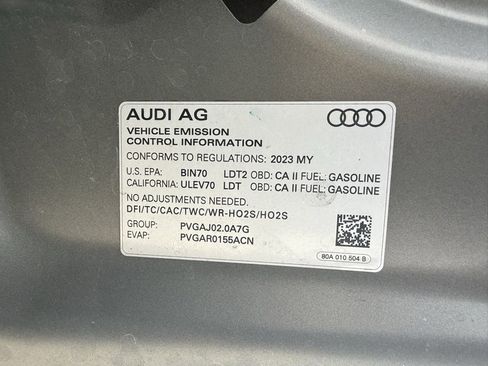 AUDI AG
VEHICLE EMISSION
CONTROL INFORMATION
CONFORMS TO REGULATIONS: 2023 MY
U.S. EPA: BIN70 LDT2 OBD: CA II FUEL: GASOLINE
CALIFORNIA: ULEV70 LDT OBD: CA II FUEL: GASOLINE
NO ADJUSTMENTS NEEDED.
DFI/TC/CAC/TWC/WR-HO2S/HO2S
GROUP: PVGAJ02.0A7G
EVAP: PVGAR0155ACN
80A 010 504 B